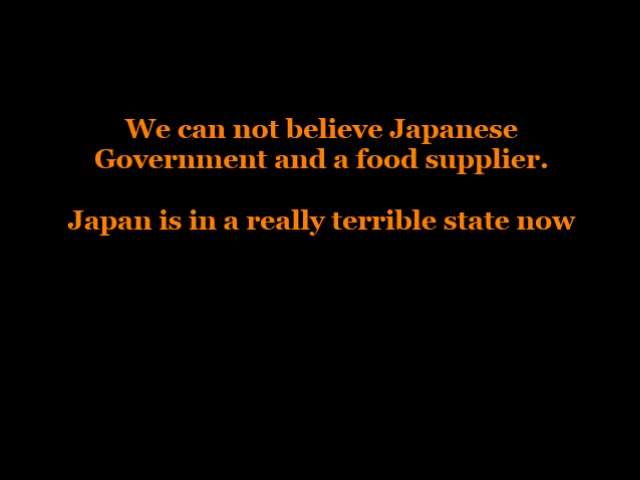 We can not believe Japanese
Government and a food supplier.
Japan is in a really terrible state now